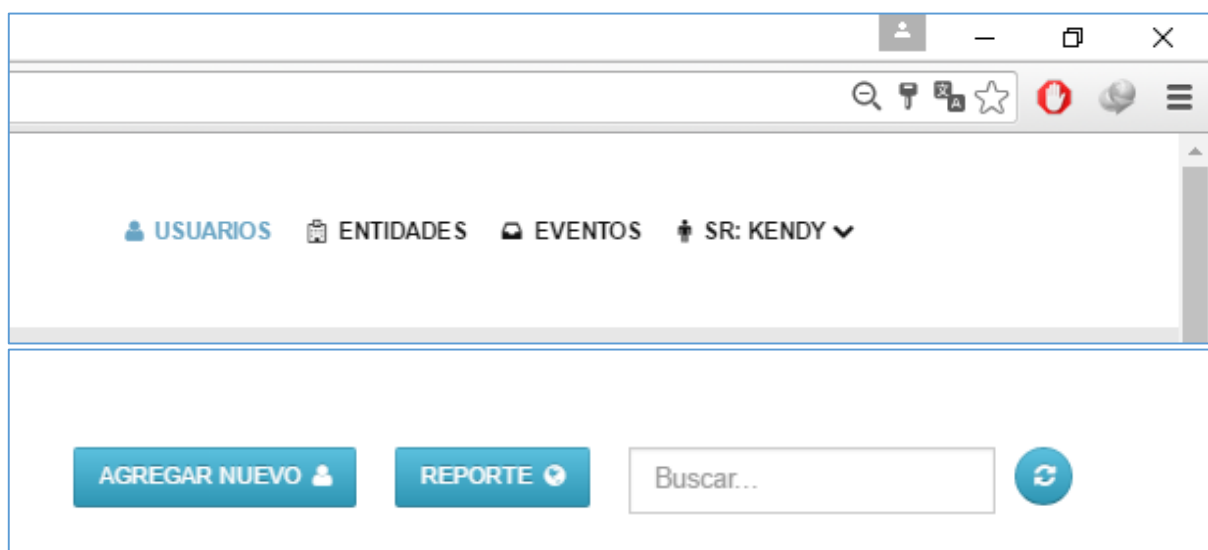 USUARIOS ENTIDADES EVENTOS SR: KENDY
AGREGAR NUEVO REPORTE Buscar...